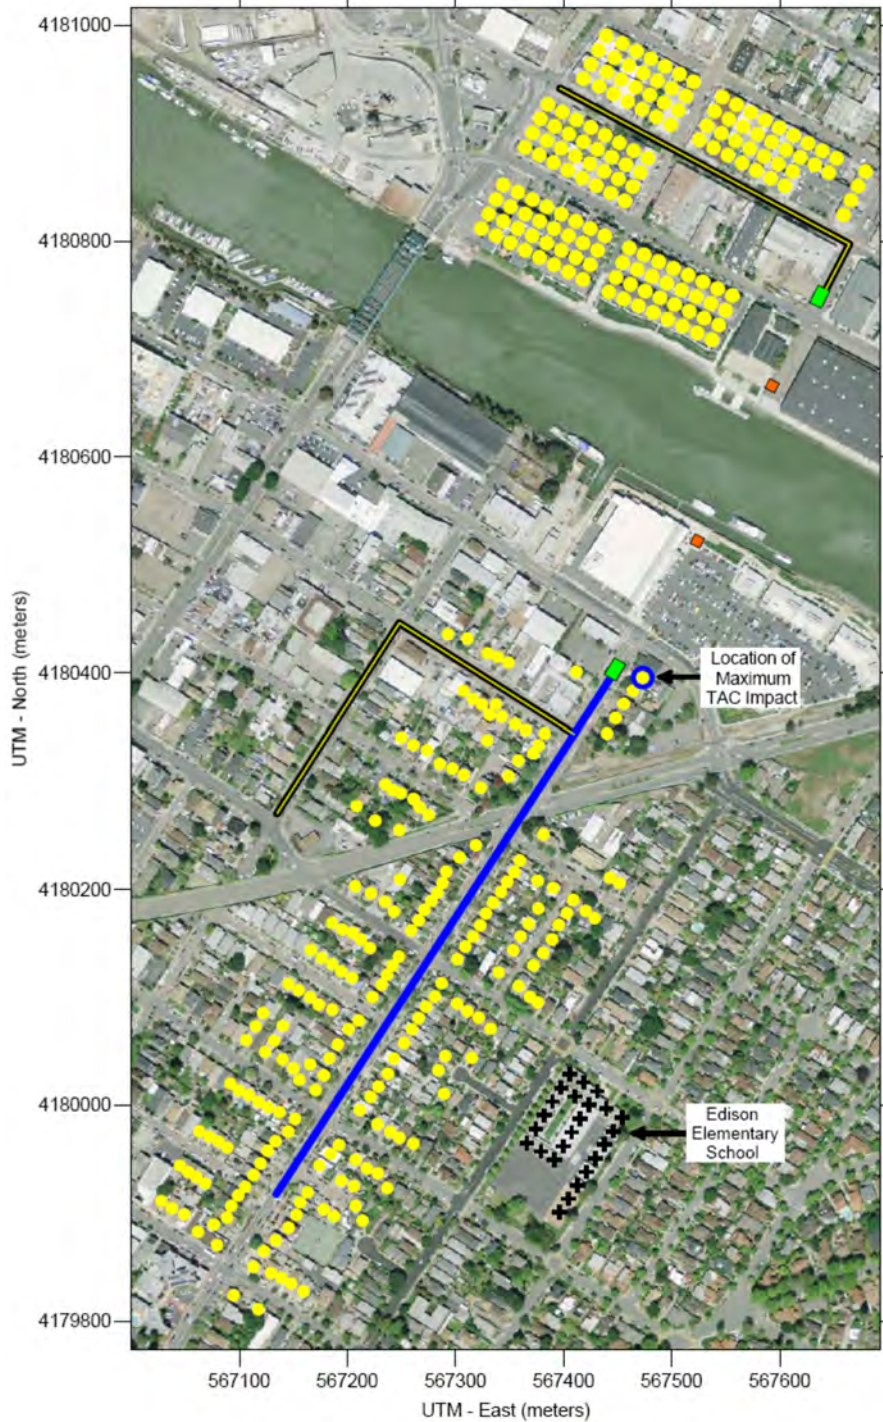 4181000
4180800
4180600
4180400
4180200
4180000
4179800
UTM - North (meters)
Location of
Maximum
TAC Impact
Edison
Elementary
School
567100
567200
567300
567400
567500
567600
UTM - East (meters)